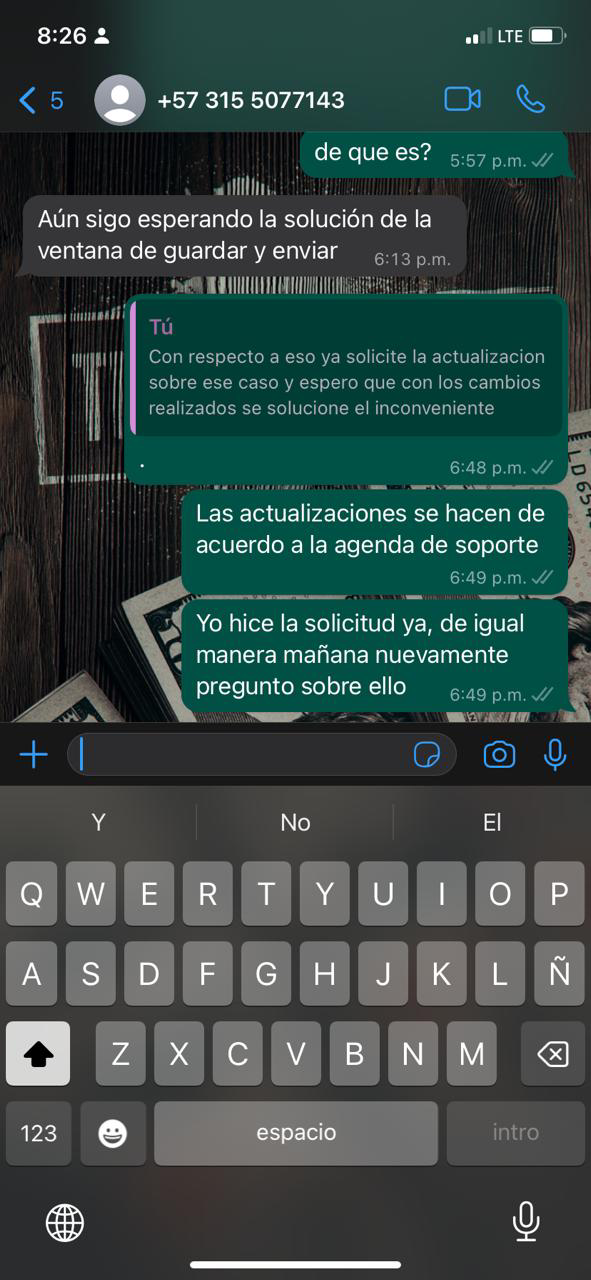 8:26
LTE
5
+57 315 5077143
de que es?
5:57 p.m.
Aún sigo esperando la solución de la
ventana de guardar y enviar
6:13 p.m.
Tú
Con respecto a eso ya solicite la actualizacion
sobre ese caso y espero que con los cambios
realizados se solucione el inconveniente
.
6:48 p.m.
Las actualizaciones se hacen de
acuerdo a la agenda de soporte
6:49 p.m.
Yo hice la solicitud ya, de igual
manera mañana nuevamente
pregunto sobre ello
6:49 p.m.
Y No El
Q W E R T Y U I O P
A S D F G H J K L Ñ
Z X C V B N M
123 espacio intro